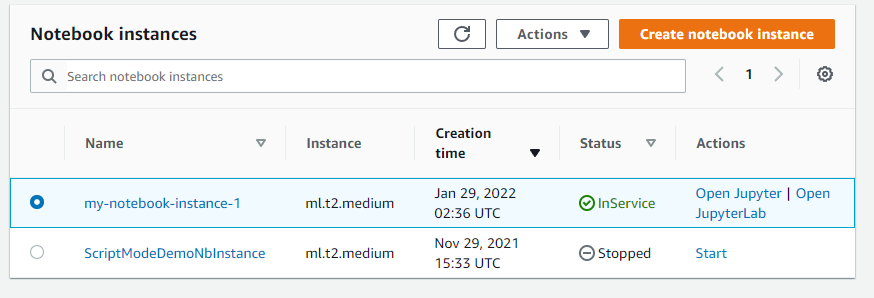 Notebook instances
Actions
Create notebook instance
Search notebook instances
1
Name Instance Creation time Status Actions
my-notebook-instance-1 ml.t2.medium Jan 29, 2022 02:36 UTC InService Open Jupyter | Open JupyterLab
ScriptModeDemoNbInstance ml.t2.medium Nov 29, 2021 15:33 UTC Stopped Start